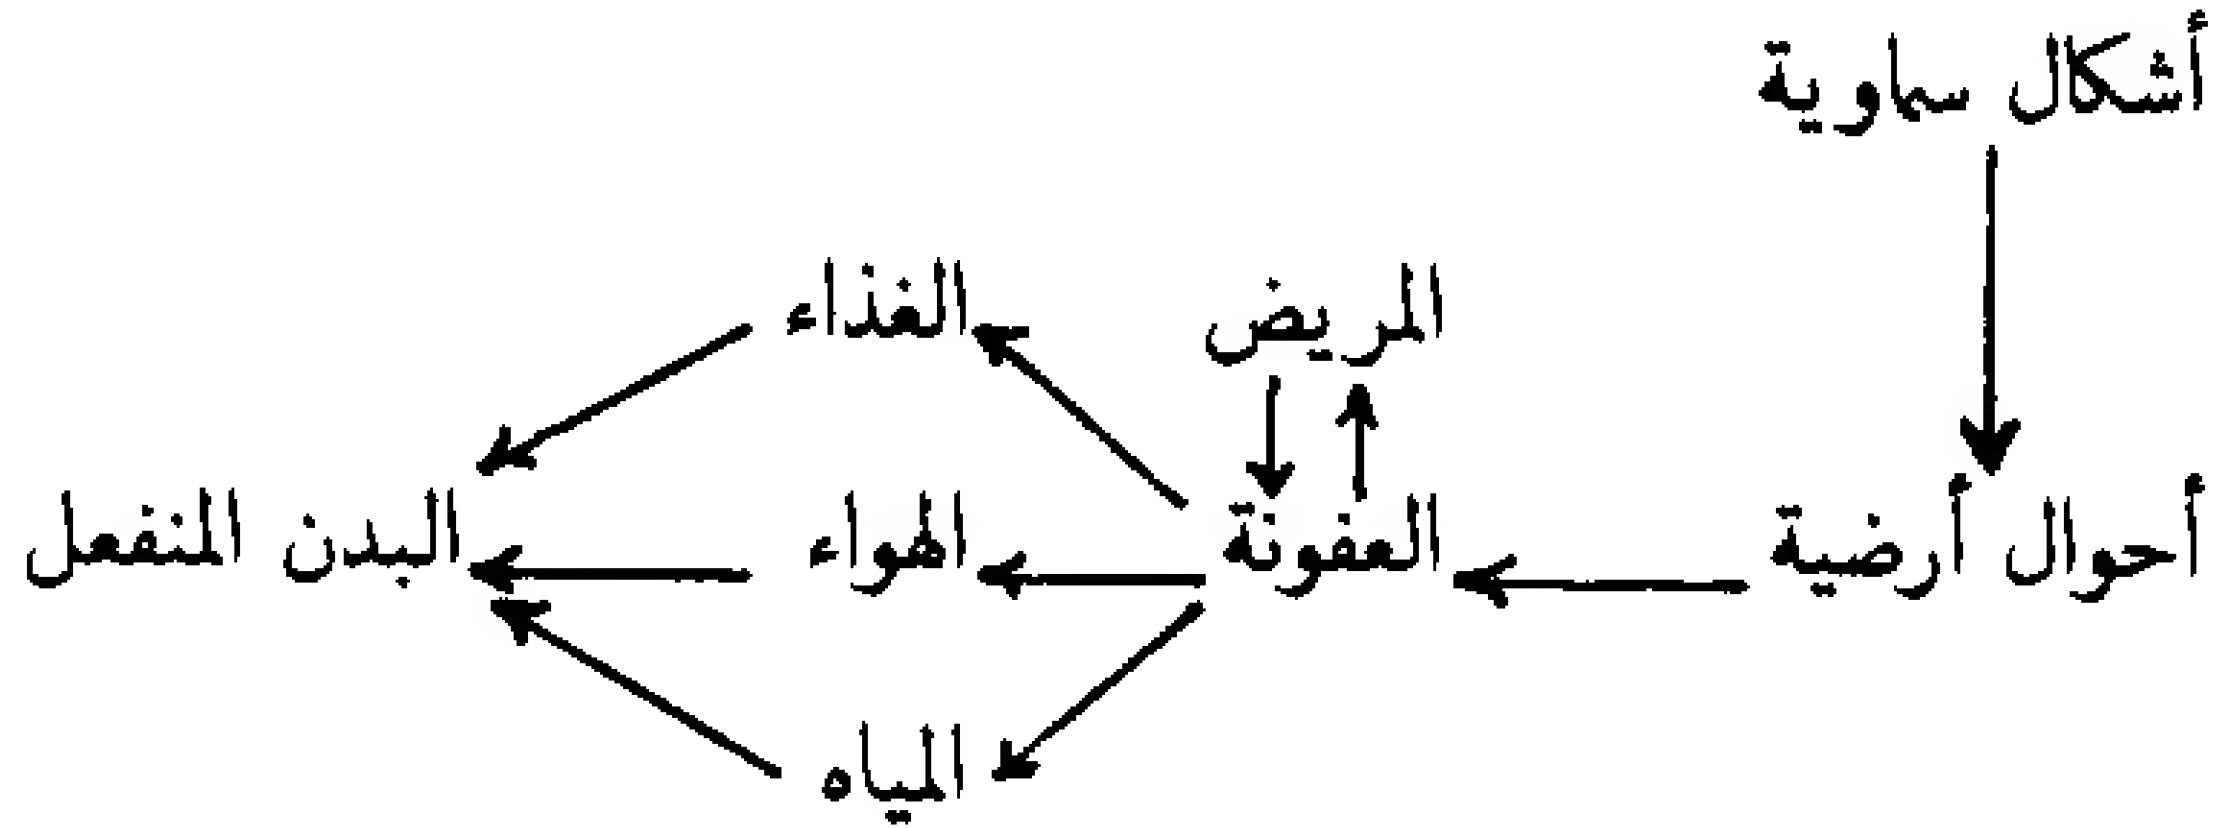 أشكال سماوية
الغذاء
المريض
أحوال أرضية
العفونة
الهواء
البدن المنفعل
المياه